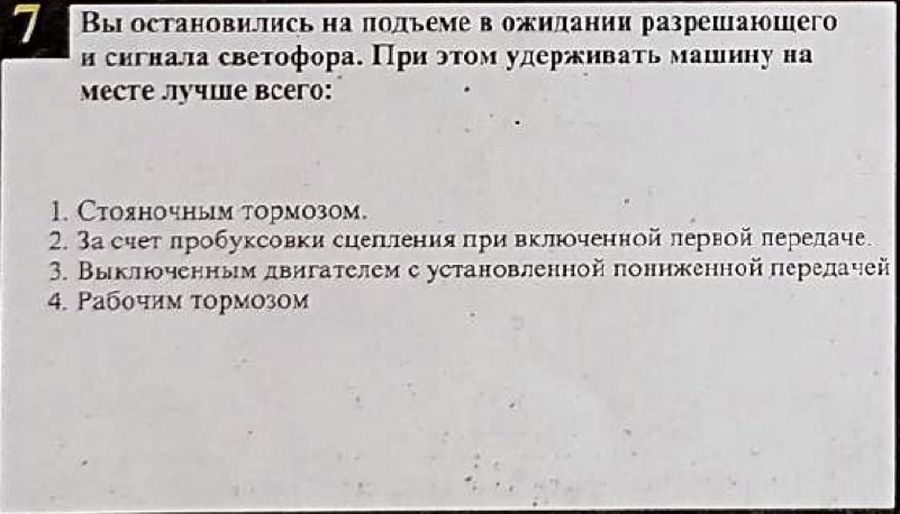 7
Вы остановились на подъеме в ожидании разрешающего
и сигнала светофора. При этом удерживать машину на
месте лучше всего:
1. Стояночным тормозом.
2. За счет пробуксовки сцепления при включенной первой передаче.
3. Выключенным двигателем с установленной пониженной передачей
4. Рабочим тормозом